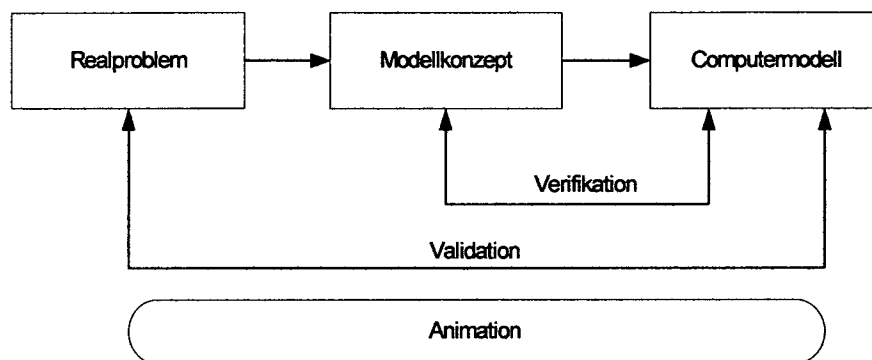 Realproblem
Modellkonzept
Computermodell
Verifikation
Validation
Animation